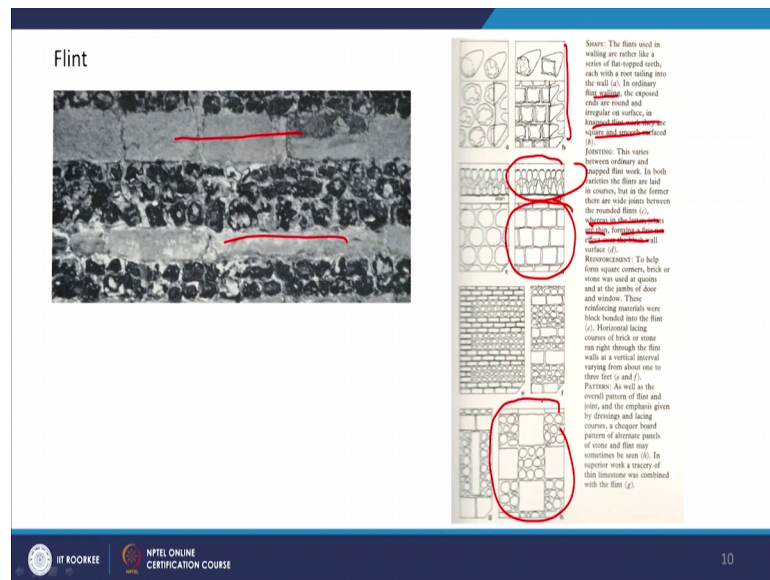 Flint
SHAPE: The flints used in
walling are rather like a
series of flat-topped teeth,
each with a root tailing into
the wall (a). In ordinary
flint walling, the exposed
ends are round and
irregular on surface, in
knapped flint work they are
square and smooth surfaced
(b).
JOINTING: This varies
between ordinary and
knapped flint work. In both
varieties the flints are laid
in courses, but in the former
there are wide joints between
the rounded flints (c),
whereas in the latter, joints
are thin, forming a fine net
effect over the black wall
surface (d).
REINFORCEMENT: To help
form square corners, brick or
stone was used at quoins
and at the jambs of door
and window. These
reinforcing materials were
block bonded into the flint
(e). Horizontal lacing
courses of brick or stone
ran right through the flint
walls at a vertical interval
varying from about one to
three feet (e and f).
PATTERN: As well as the
overall pattern of flint and
joint, and the emphasis given
by dressings and lacing
courses, a chequer board
pattern of alternate panels
of stone and flint may
sometimes be seen (h). In
superior work a tracery of
thin limestone was combined
with the flint (g).
a
b
c
e
f
g
h
IIT ROORKEE
NPTEL ONLINE
CERTIFICATION COURSE
10